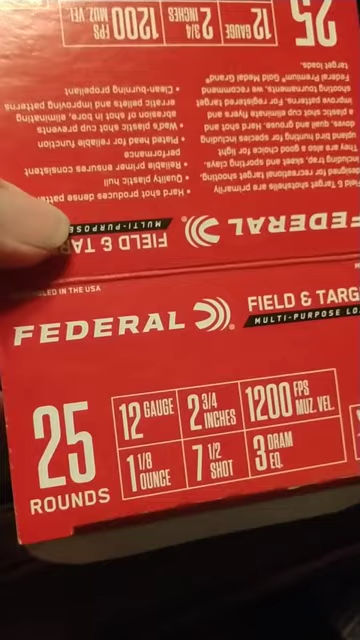 25
12 GAUGE
2 3/4 INCHES
1200 FPS MUZ. VEL.
Field & Target shotshells are primarily
designed for recreational target shooting,
including trap, skeet and sporting clays.
They are also a good choice for light
upland bird hunting for species including
doves, quail and grouse. Hard shot and
a plastic shot cup eliminate flyers and
improve patterns. For registered target
shooting tournaments, we recommend
Federal Premium® Gold Medal Grand®
target loads.
• Hard shot produces dense
• Quality plastic hull
• Reliable primer ensures consistent
performance
• Plated head for reliable function
• Wads plastic shot cup prevents
abrasion of shot in bore, eliminating
erratic pellets and improving patterns
• Clean-burning propellant
FEDERAL®
FIELD & TAR
MULTI-PURPOSE
IN THE USA
FEDERAL®
FIELD & TARG
MULTI-PURPOSE LO
25
ROUNDS
12 GAUGE
2 3/4 INCHES
1200 FPS MUZ. VEL.
1 1/8 OUNCE
7 1/2 SHOT
3 DRAM EQ.